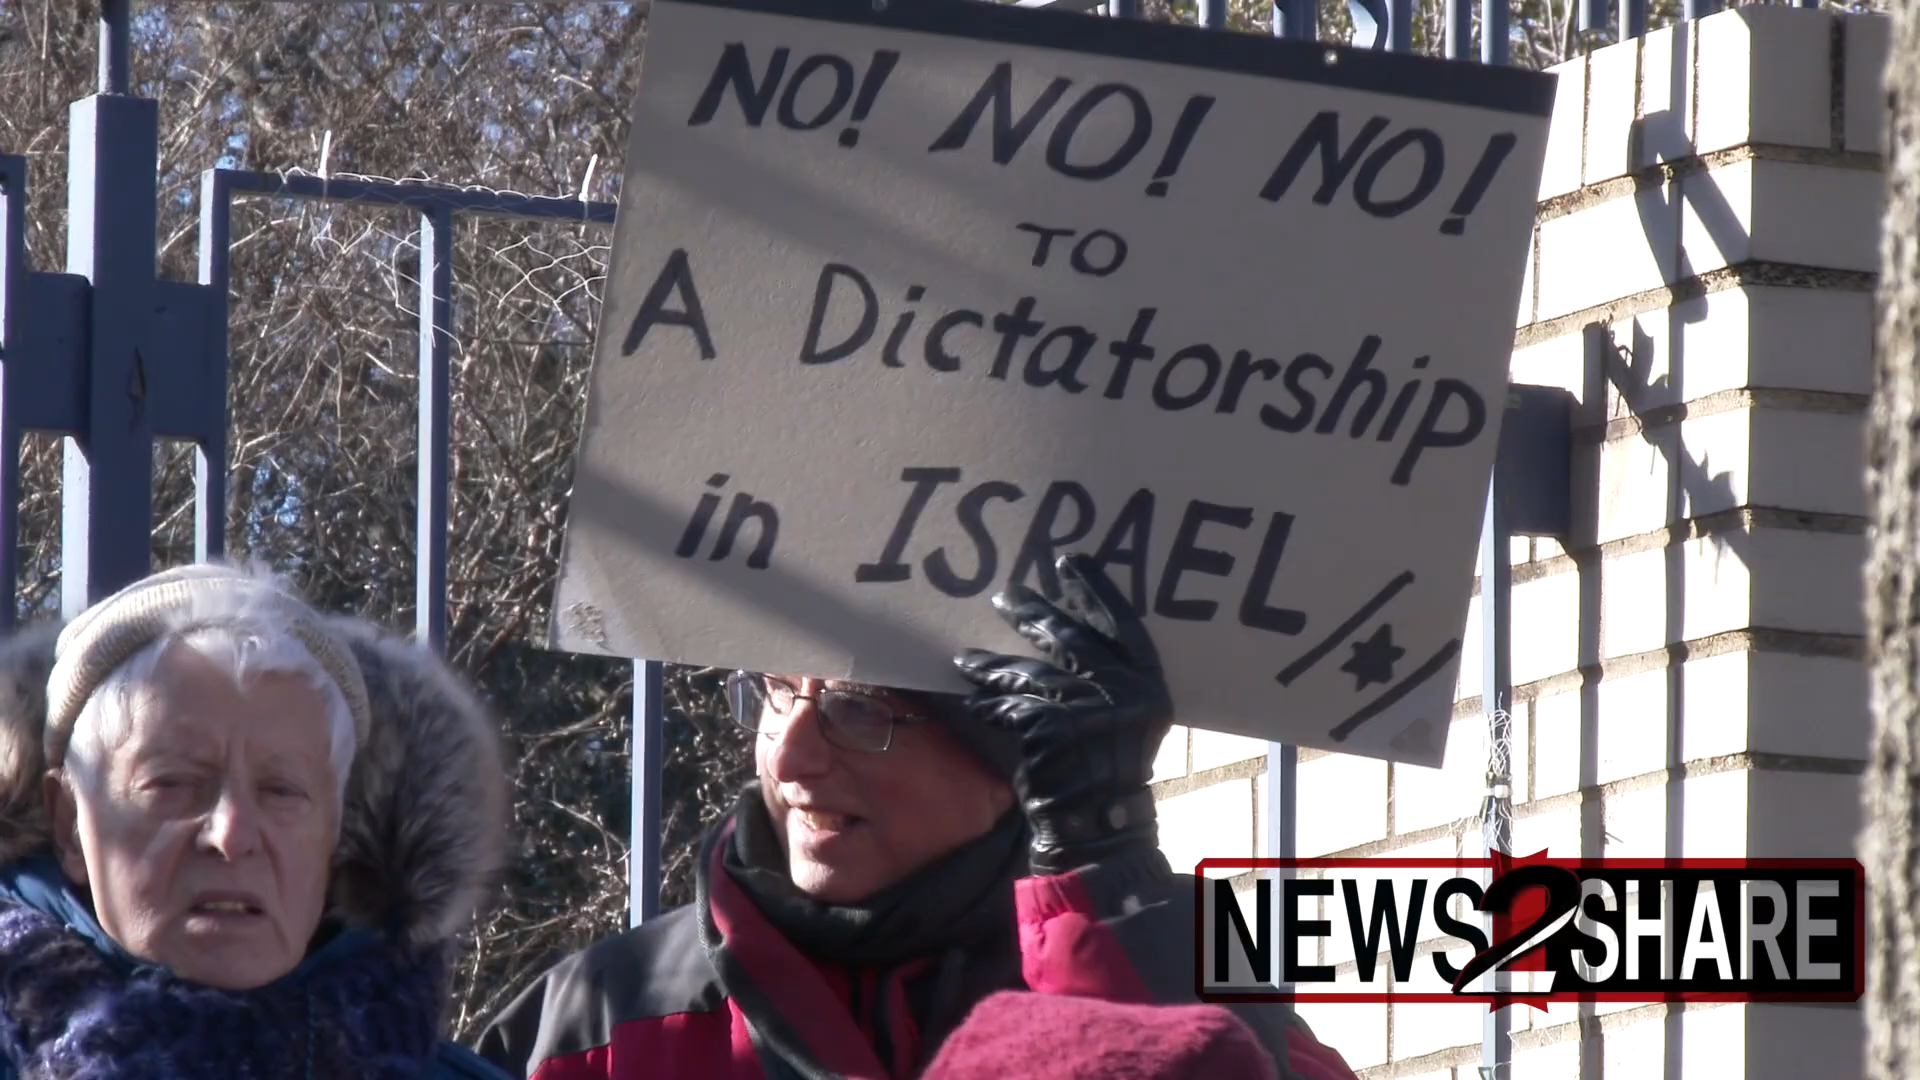 NO! NO! NO!
TO
A Dictatorship
in ISRAEL
NEWS2SHARE